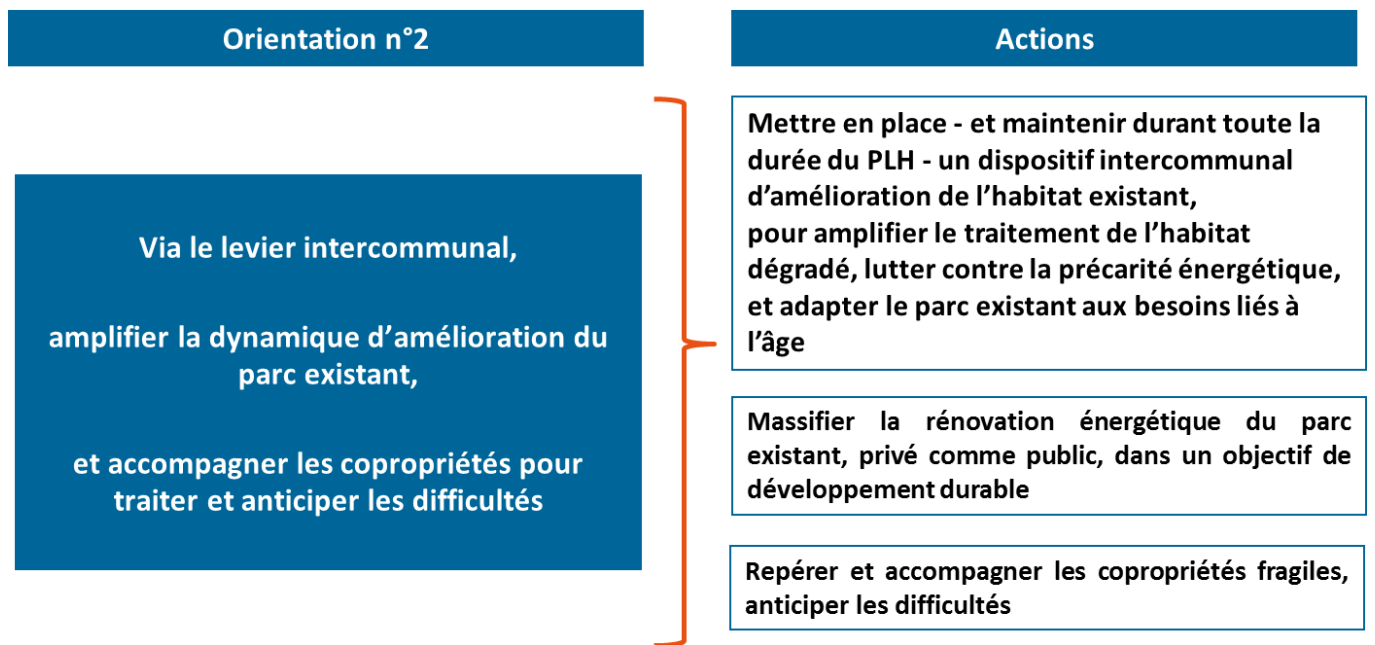 Orientation n°2
Actions
Via le levier intercommunal,
amplifier la dynamique d’amélioration du
parc existant,
et accompagner les copropriétés pour
traiter et anticiper les difficultés
Mettre en place - et maintenir durant toute la
durée du PLH - un dispositif intercommunal
d’amélioration de l’habitat existant,
pour amplifier le traitement de l’habitat
dégradé, lutter contre la précarité énergétique,
et adapter le parc existant aux besoins liés à
l’âge
Massifier la rénovation énergétique du parc
existant, privé comme public, dans un objectif de
développement durable
Repérer et accompagner les copropriétés fragiles,
anticiper les difficultés